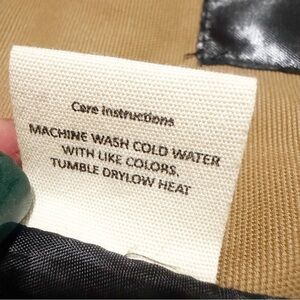 Care Instructions
MACHINE WASH COLD WATER
WITH LIKE COLORS,
TUMBLE DRYLOW HEAT